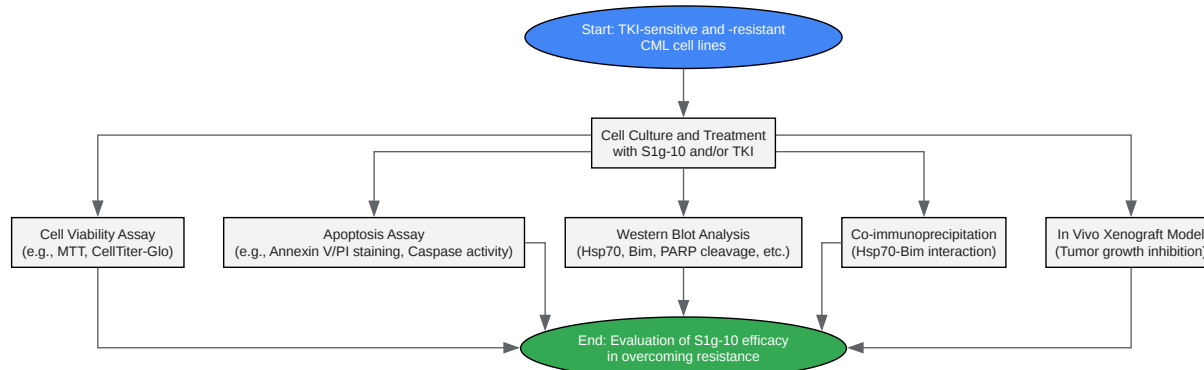 Start: TKI-sensitive and -resistant
CML cell lines
Cell Culture and Treatment
with S1g-10 and/or TKI
Cell Viability Assay
(e.g., MTT, CellTiter-Glo)
Apoptosis Assay
(e.g., Annexin V/PI staining, Caspase activity)
Western Blot Analysis
(Hsp70, Bim, PARP cleavage, etc.)
Co-immunoprecipitation
(Hsp70-Bim interaction)
In Vivo Xenograft Model
(Tumor growth inhibition)
End: Evaluation of S1g-10 efficacy
in overcoming resistance